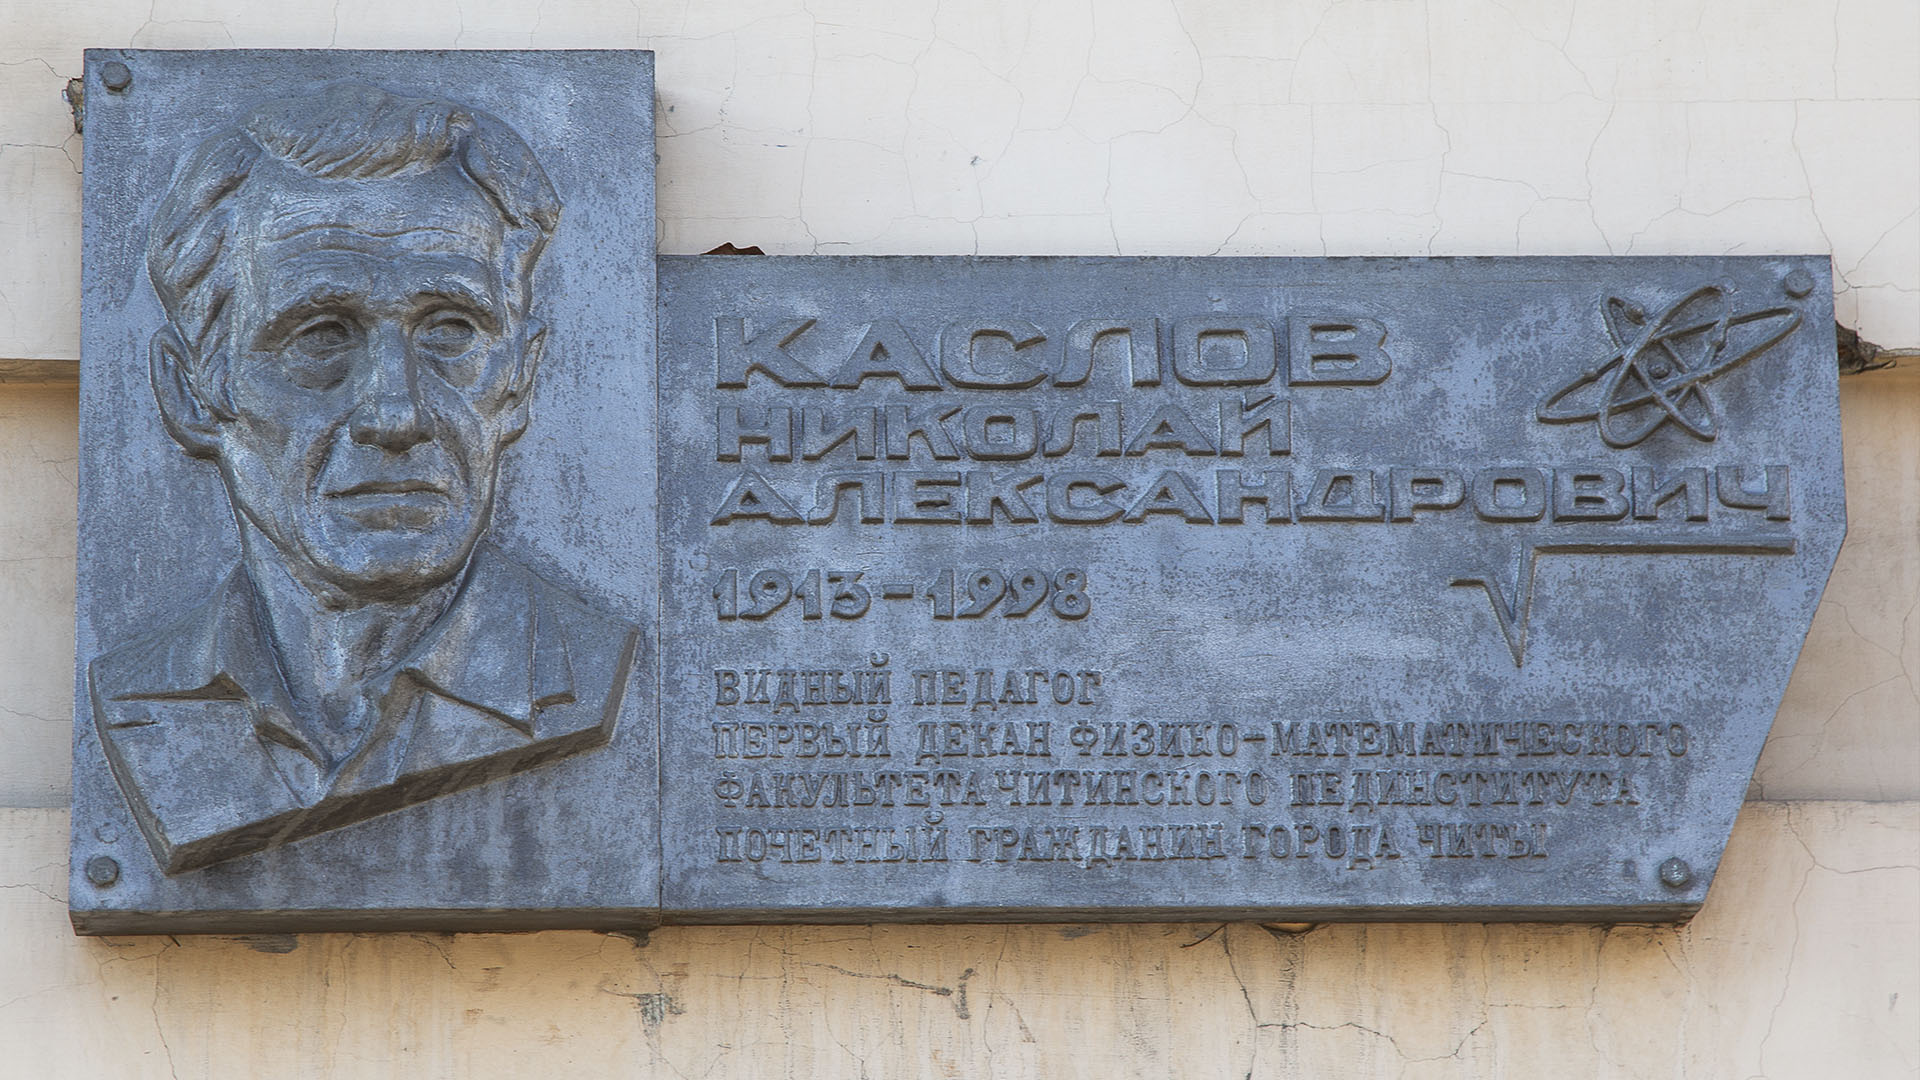 КАСЛОВ
НИКОЛАЙ
АЛЕКСАНДРОВИЧ
1913-1998
ВИДНЫЙ ПЕДАГОГ
ПЕРВЫЙ ДЕКАН ФИЗИКО-МАТЕМАТИЧЕСКОГО
ФАКУЛЬТЕТА ЧИТИНСКОГО ПЕДИНСТИТУТА
ПОЧЕТНЫЙ ГРАЖДАНИН ГОРОДА ЧИТЫ